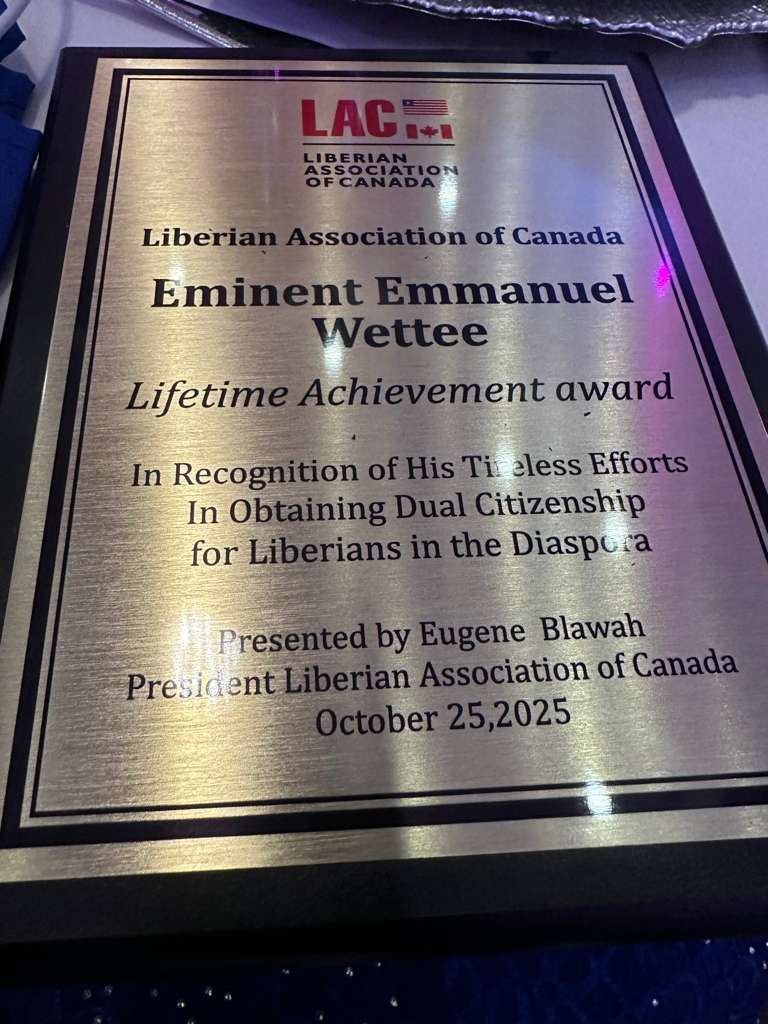 LAC
LIBERIAN
ASSOCIATION
OF CANADA
Liberian Association of Canada
Eminent Emmanuel
Wettee
Lifetime Achievement award
In Recognition of His Tireless Efforts
In Obtaining Dual Citizenship
for Liberians in the Diaspora
Presented by Eugene Blawah
President Liberian Association of Canada
October 25,2025